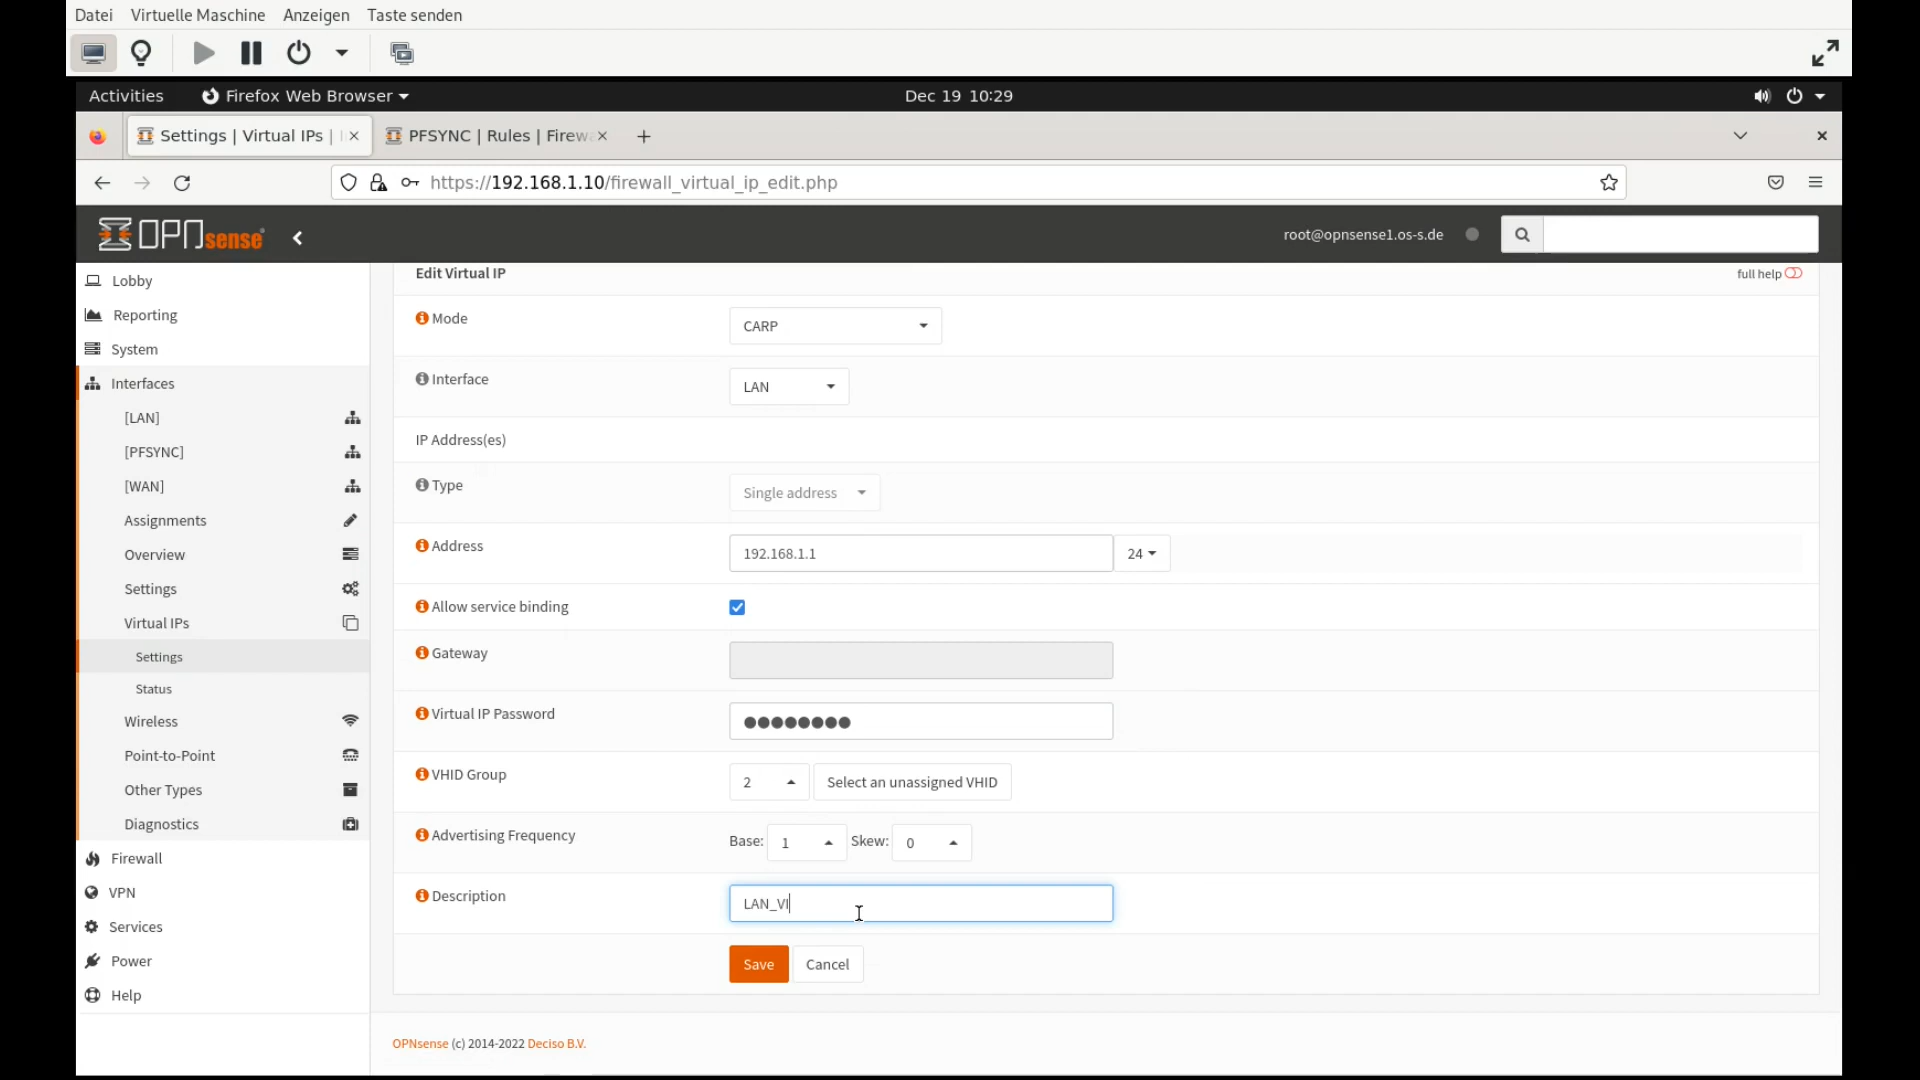 Datei Virtuelle Maschine Anzeigen Taste senden
Activities Firefox Web Browser Dec 19 10:29
Settings | Virtual IPs | PFSYNC | Rules | Firew
https://192.168.1.10/firewall_virtual_ip_edit.php
OPNsense root@opnsense1.os-s.de
Lobby
Reporting
System
Interfaces
[LAN]
[PFSYNC]
[WAN]
Assignments
Overview
Settings
Virtual IPs
Settings
Status
Wireless
Point-to-Point
Other Types
Diagnostics
Firewall
VPN
Services
Power
Help
Edit Virtual IP full help
Mode CARP
Interface LAN
IP Address(es)
Type Single address
Address 192.168.1.1 24
Allow service binding
Gateway
Virtual IP Password ●●●●●●●●
VHID Group 2 Select an unassigned VHID
Advertising Frequency Base: 1 Skew: 0
Description LAN_VI
Save Cancel
OPNsense (c) 2014-2022 Deciso B.V.